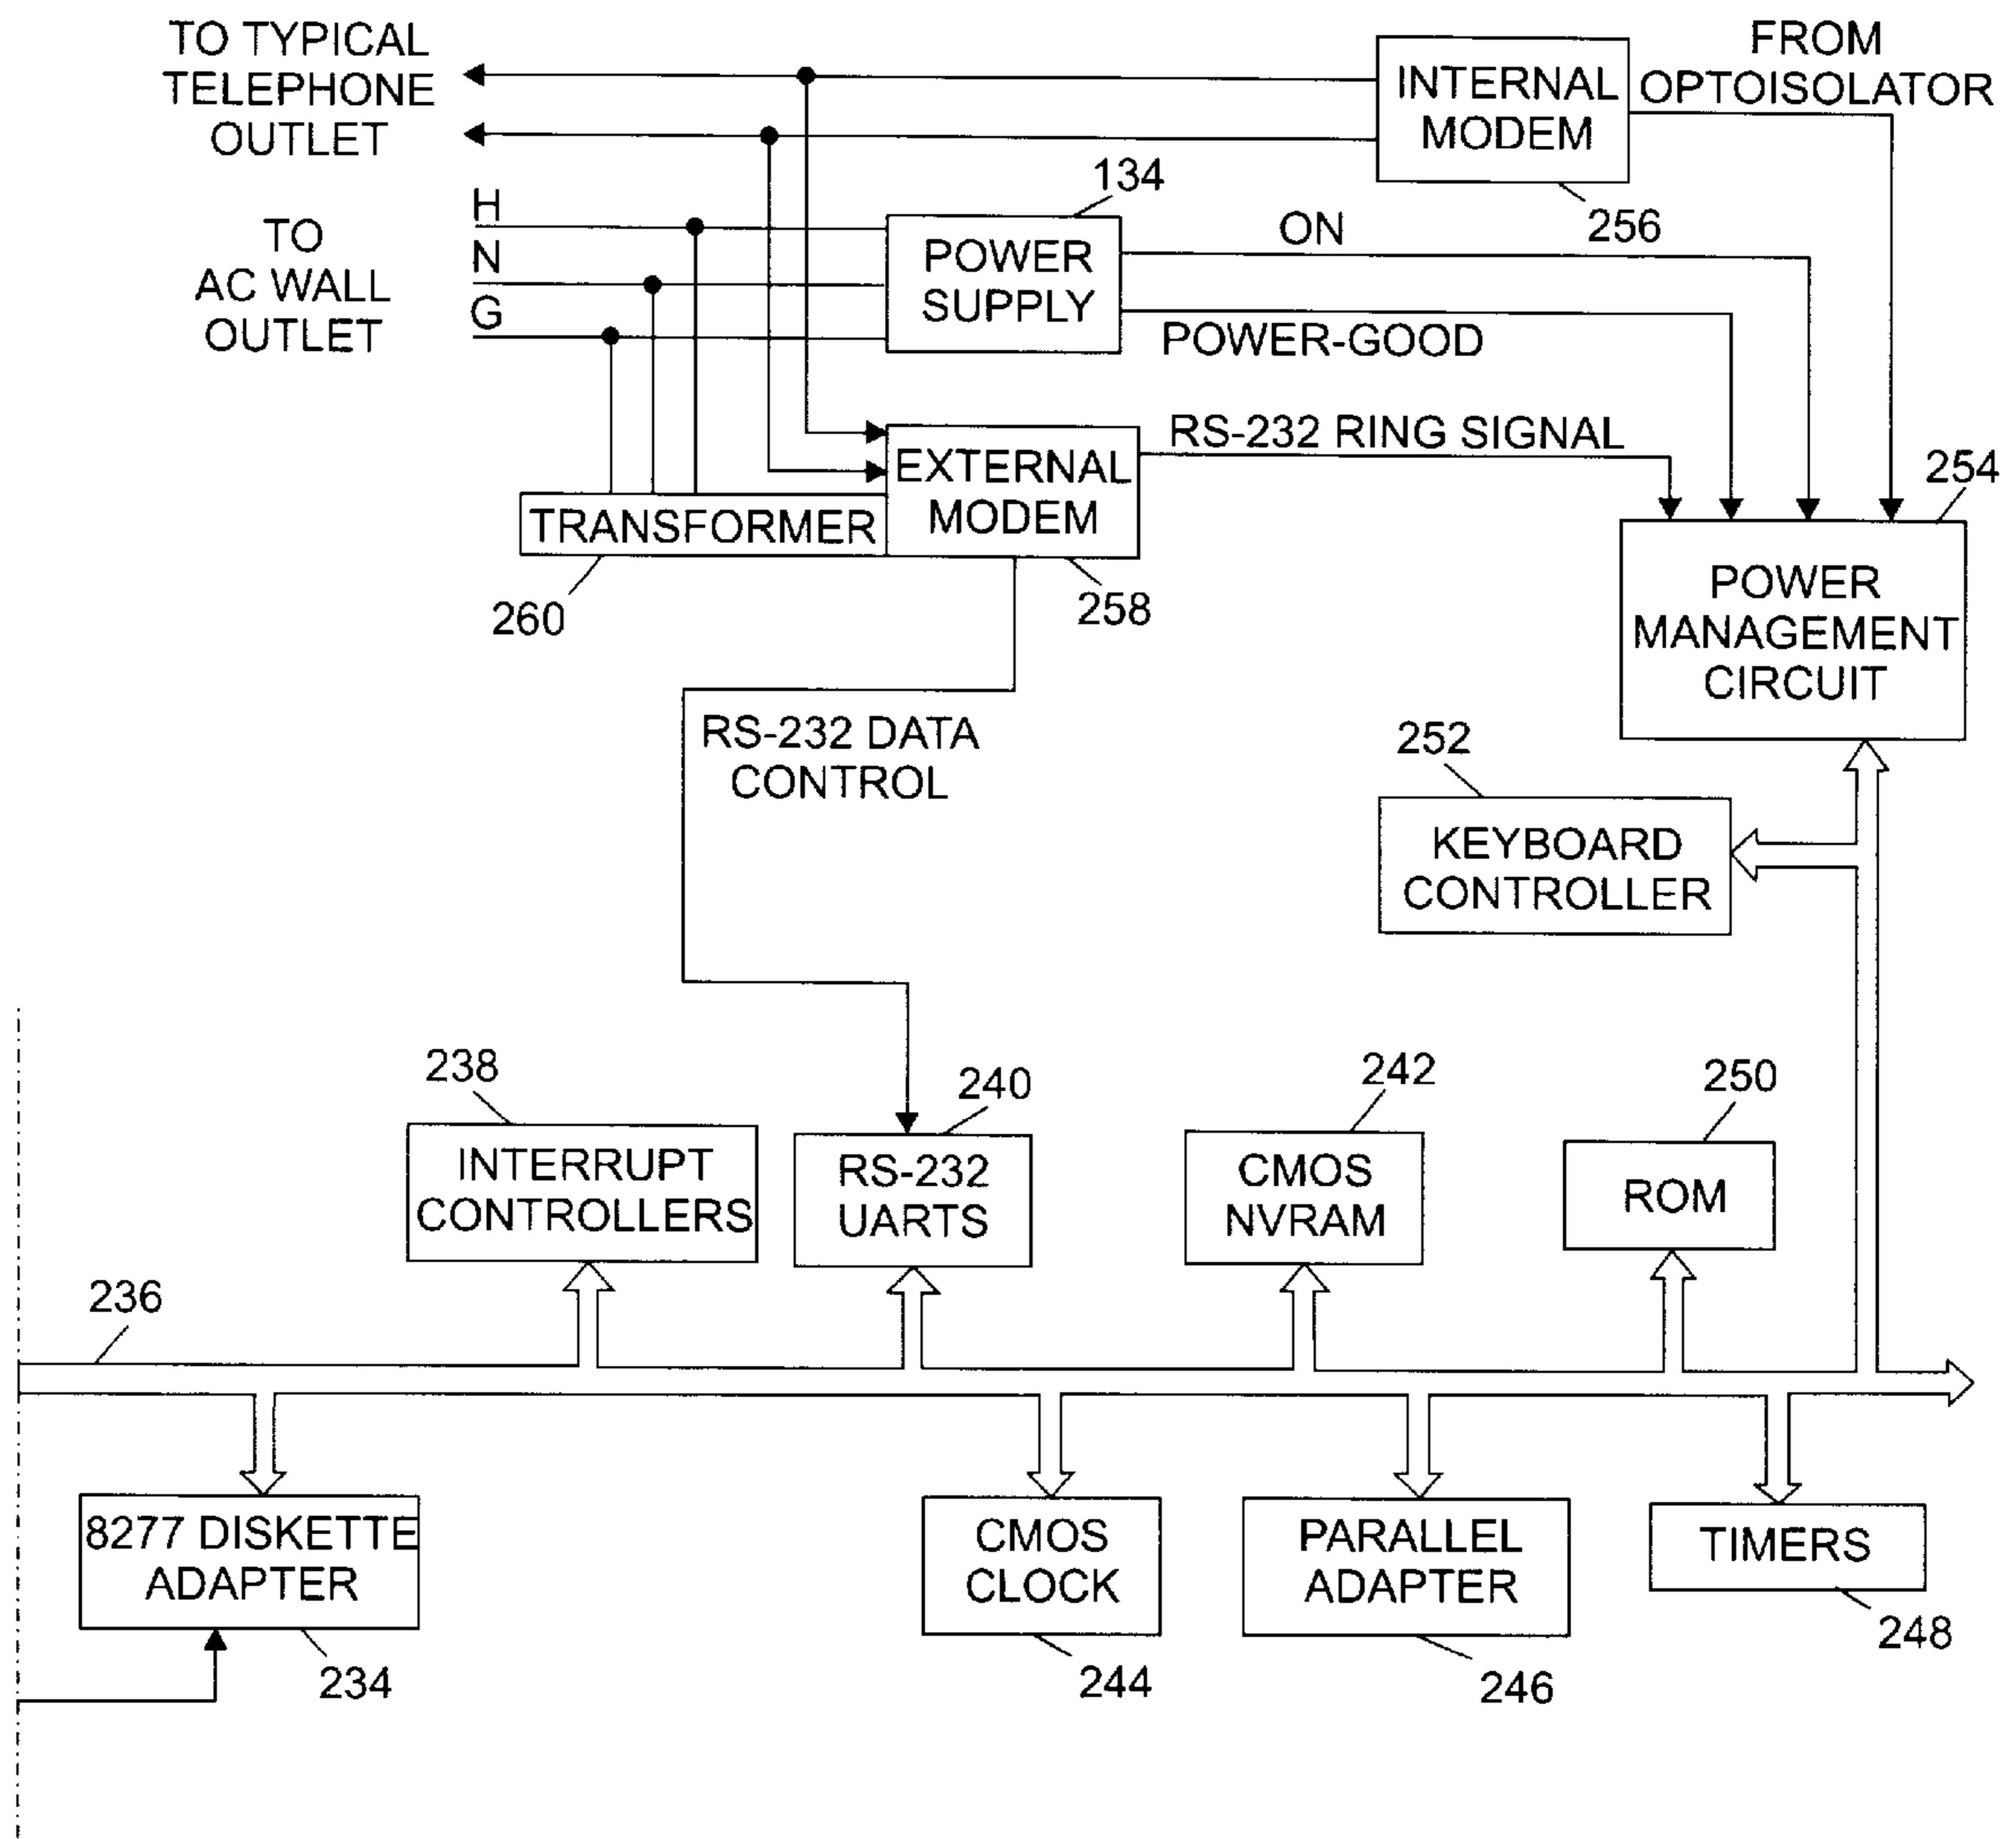 TO TYPICAL
TELEPHONE
OUTLET
INTERNAL
MODEM
FROM
OPTOISOLATOR
256
134
H
N
G
TO
AC WALL
OUTLET
POWER
SUPPLY
ON
POWER-GOOD
RS-232 RING SIGNAL
EXTERNAL
MODEM
TRANSFORMER
260
258
254
POWER
MANAGEMENT
CIRCUIT
RS-232 DATA
CONTROL
252
KEYBOARD
CONTROLLER
238
240
242
250
INTERRUPT
CONTROLLERS
RS-232
UARTS
CMOS
NVRAM
ROM
236
8277 DISKETTE
ADAPTER
CMOS
CLOCK
PARALLEL
ADAPTER
TIMERS
234
244
246
248